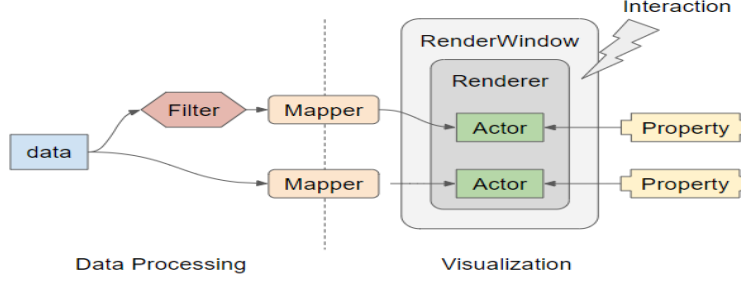 Interaction
RenderWindow
Renderer
Filter
Mapper
Actor
Property
data
Mapper
Actor
Property
Data Processing
Visualization